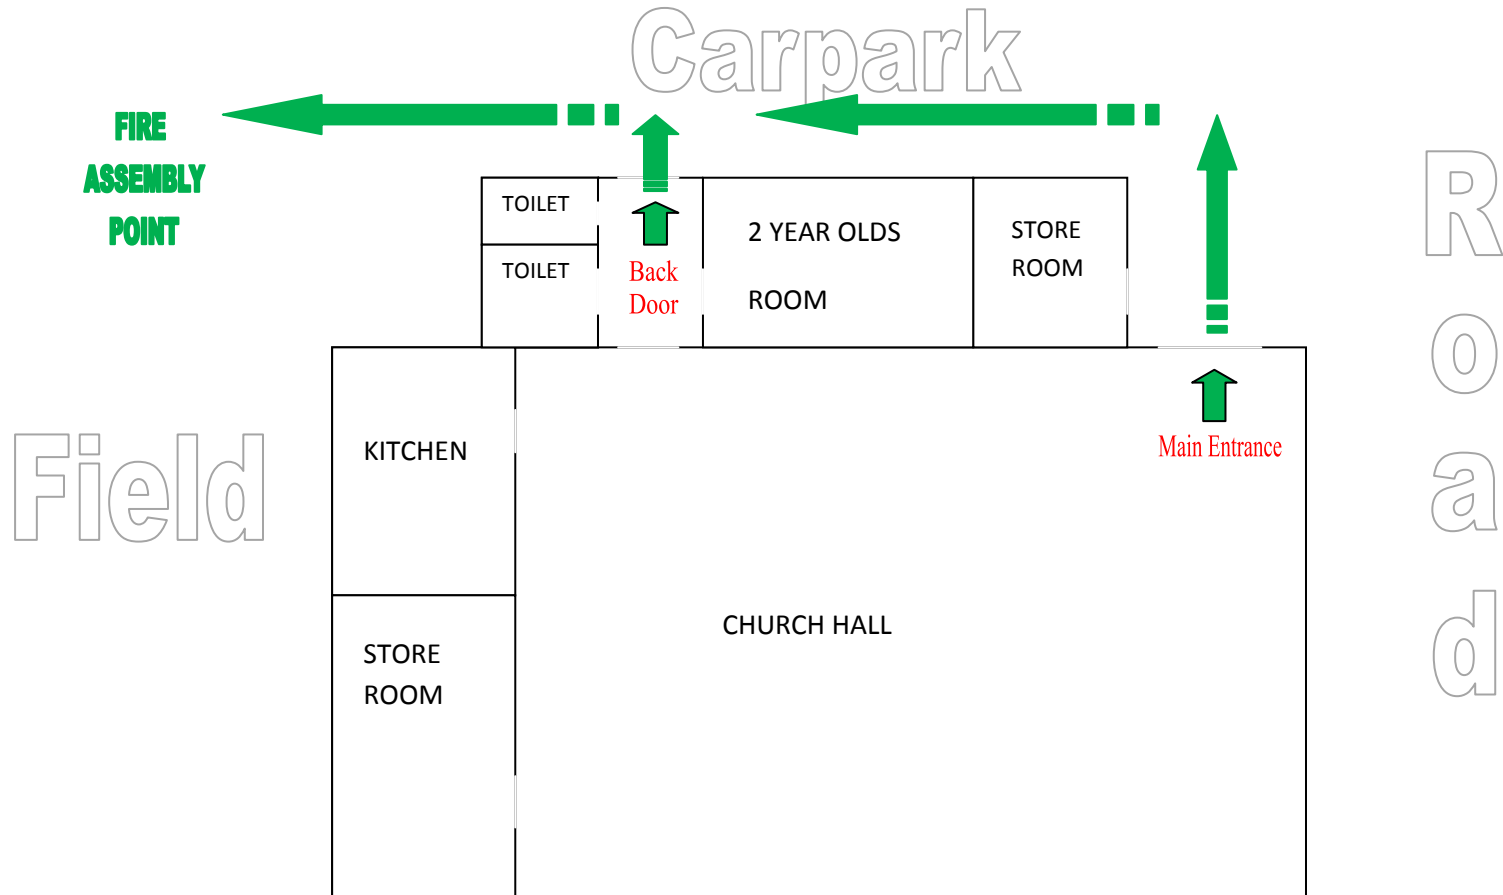 Carpark
FIRE
ASSEMBLY
POINT
TOILET
TOILET
Back
Door
2 YEAR OLDS
ROOM
STORE
ROOM
Road
Main Entrance
Field
KITCHEN
STORE
ROOM
CHURCH HALL